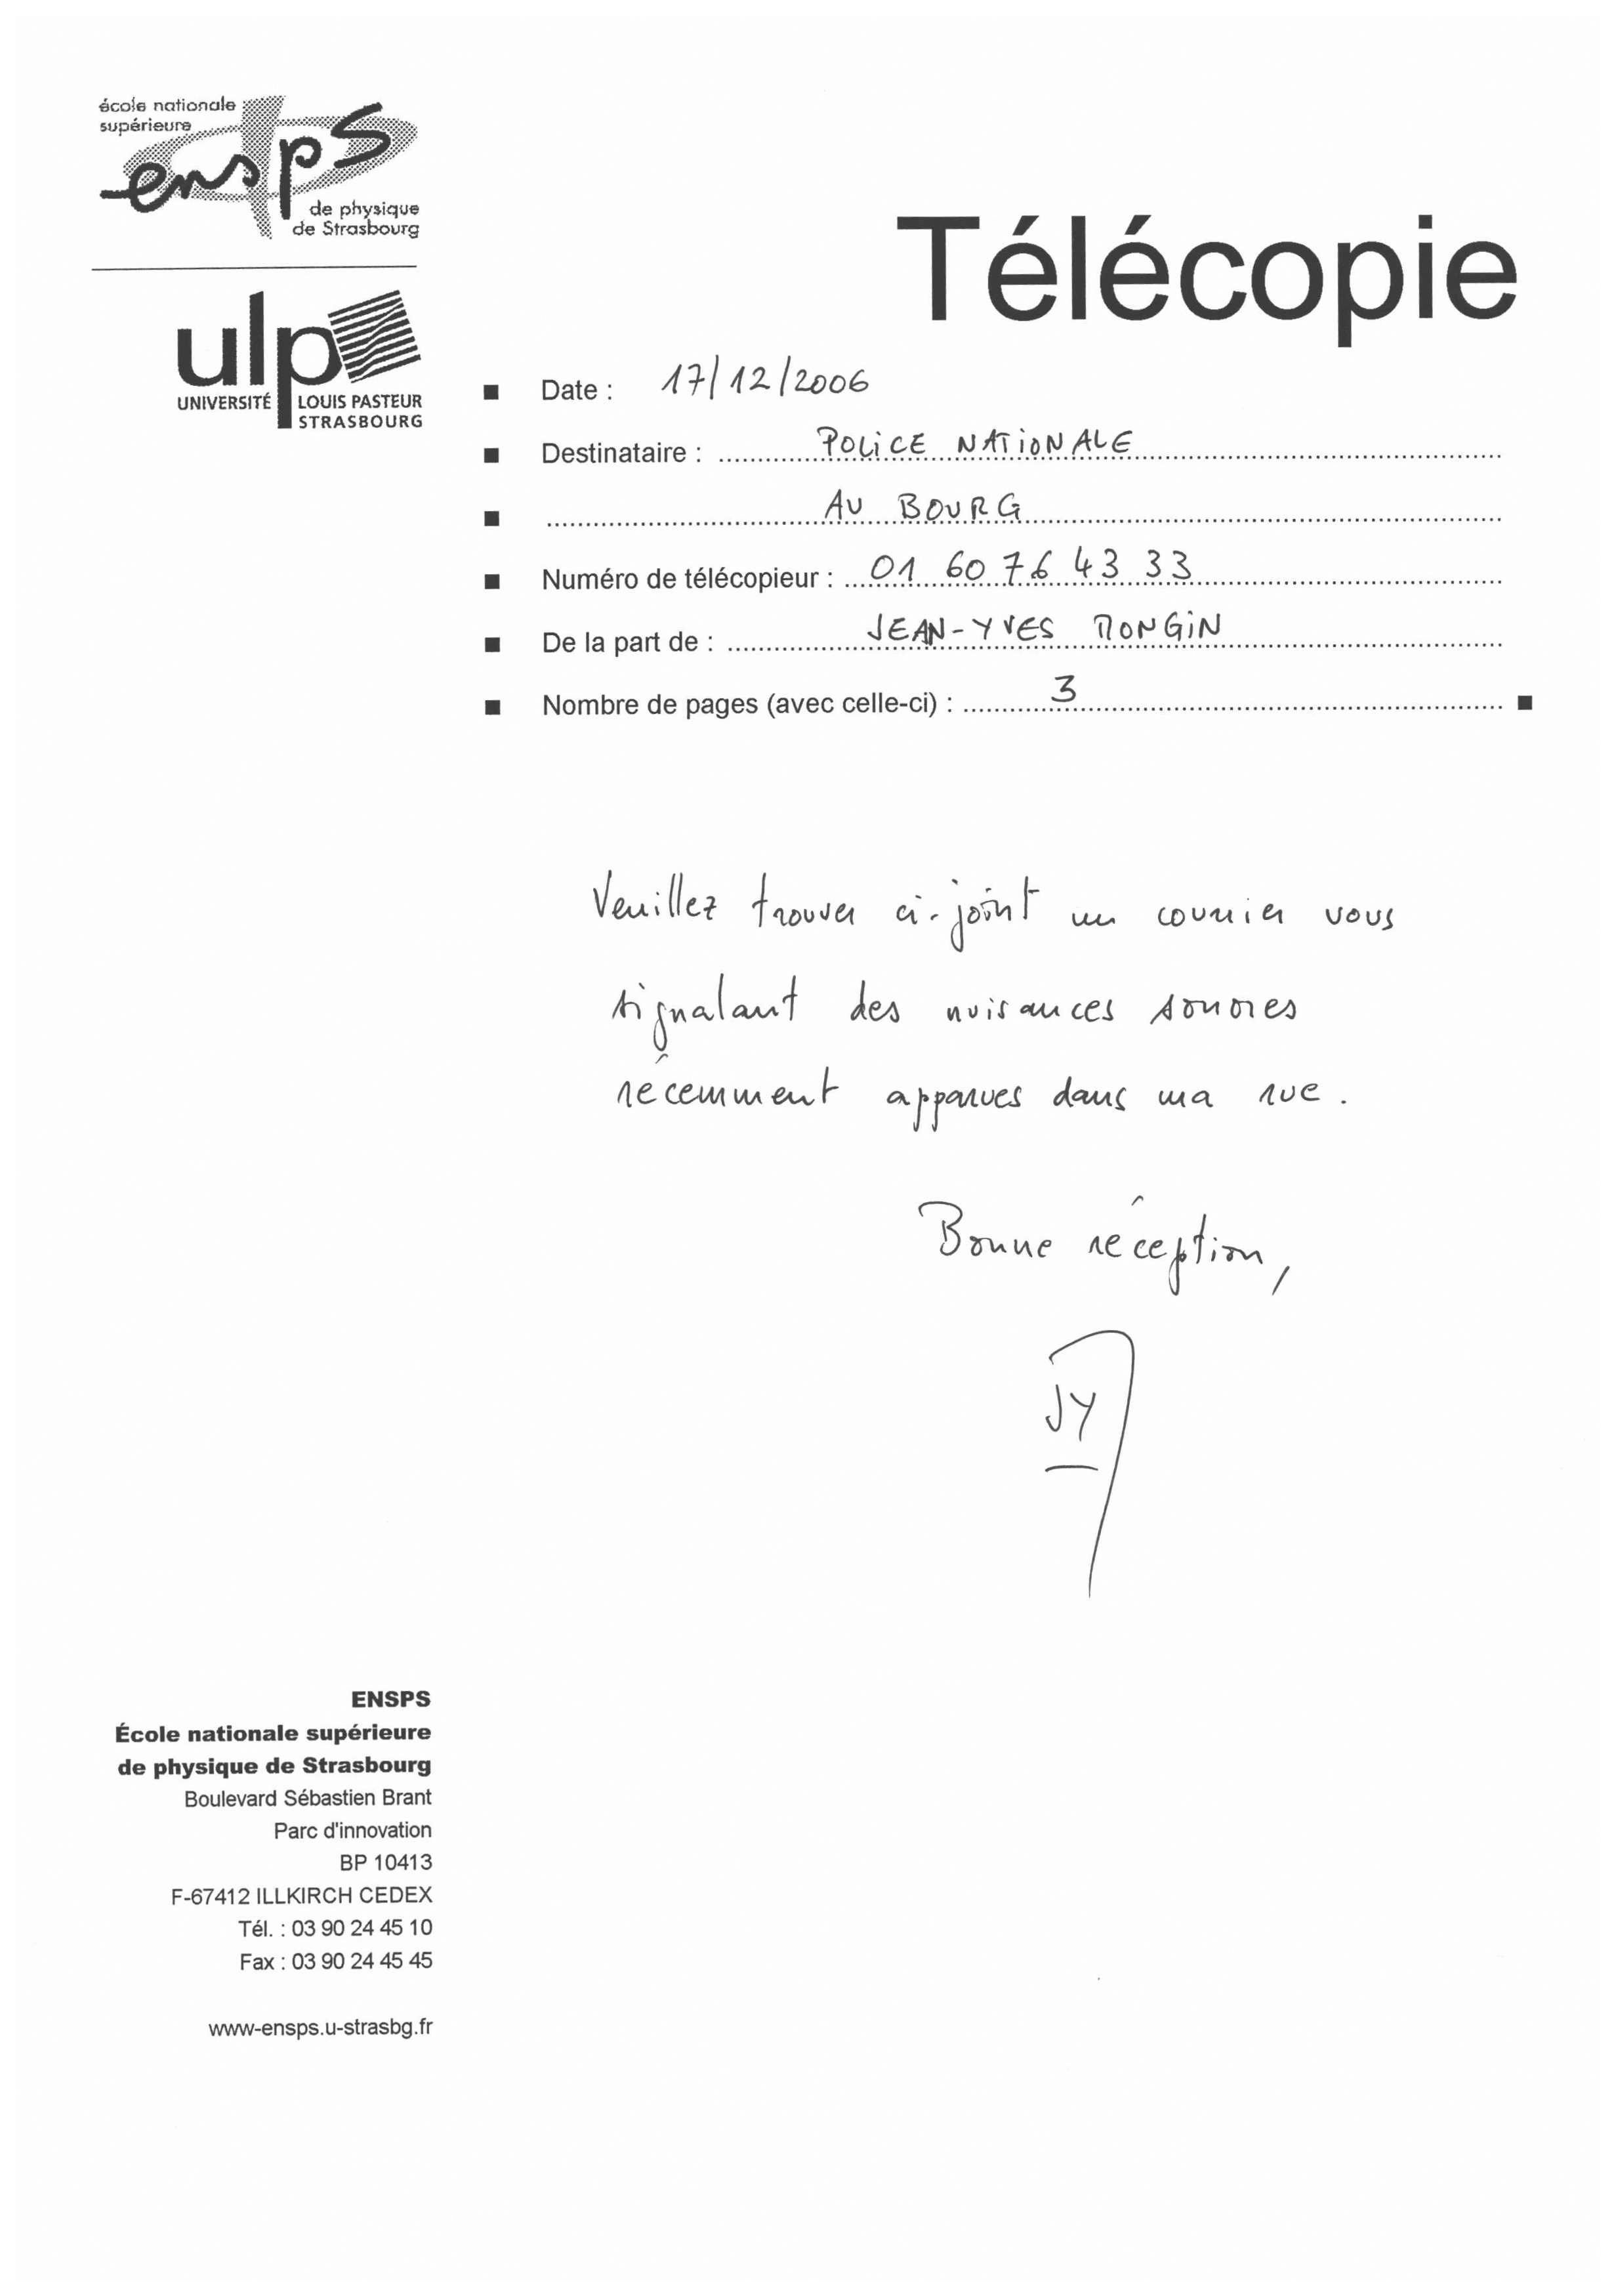 école nationale
supérieure
ensps
de physique
de Strasbourg
ulp
UNIVERSITÉ LOUIS PASTEUR
STRASBOURG
Télécopie
Date : 17/12/2006
Destinataire : POLiCE NATiONALE
AU BOURG
Numéro de télécopieur : 01 60 76 43 33
De la part de : JEAN-YVES MONGiN
Nombre de pages (avec celle-ci) : 3
Veuillez trouver ci-joint un courrier vous
signalant des nuisances sonores
récemment apparues dans ma rue.
Bonne réception,
JY
ENSPS
École nationale supérieure
de physique de Strasbourg
Boulevard Sébastien Brant
Parc d'innovation
BP 10413
F-67412 ILLKIRCH CEDEX
Tél. : 03 90 24 45 10
Fax : 03 90 24 45 45
www-ensps.u-strasbg.fr